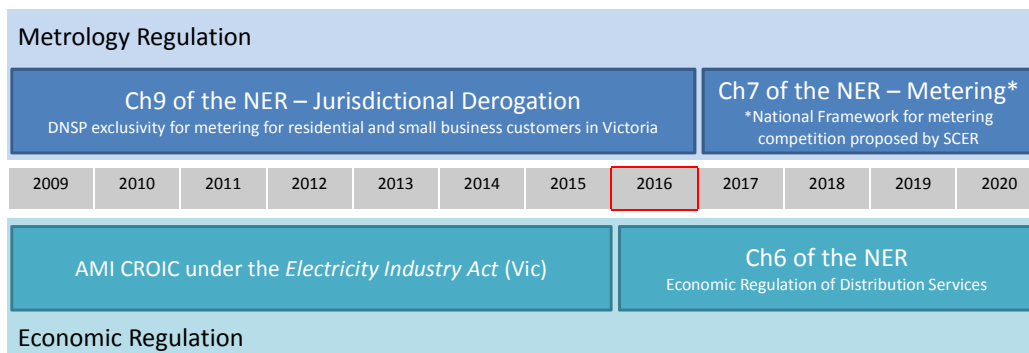 Metrology Regulation
Ch9 of the NER – Jurisdictional Derogation
DNSP exclusivity for metering for residential and small business customers in Victoria
Ch7 of the NER – Metering*
*National Framework for metering
competition proposed by SCER
2009 2010 2011 2012 2013 2014 2015 2016 2017 2018 2019 2020
AMI CROIC under the Electricity Industry Act (Vic)
Ch6 of the NER
Economic Regulation of Distribution Services
Economic Regulation